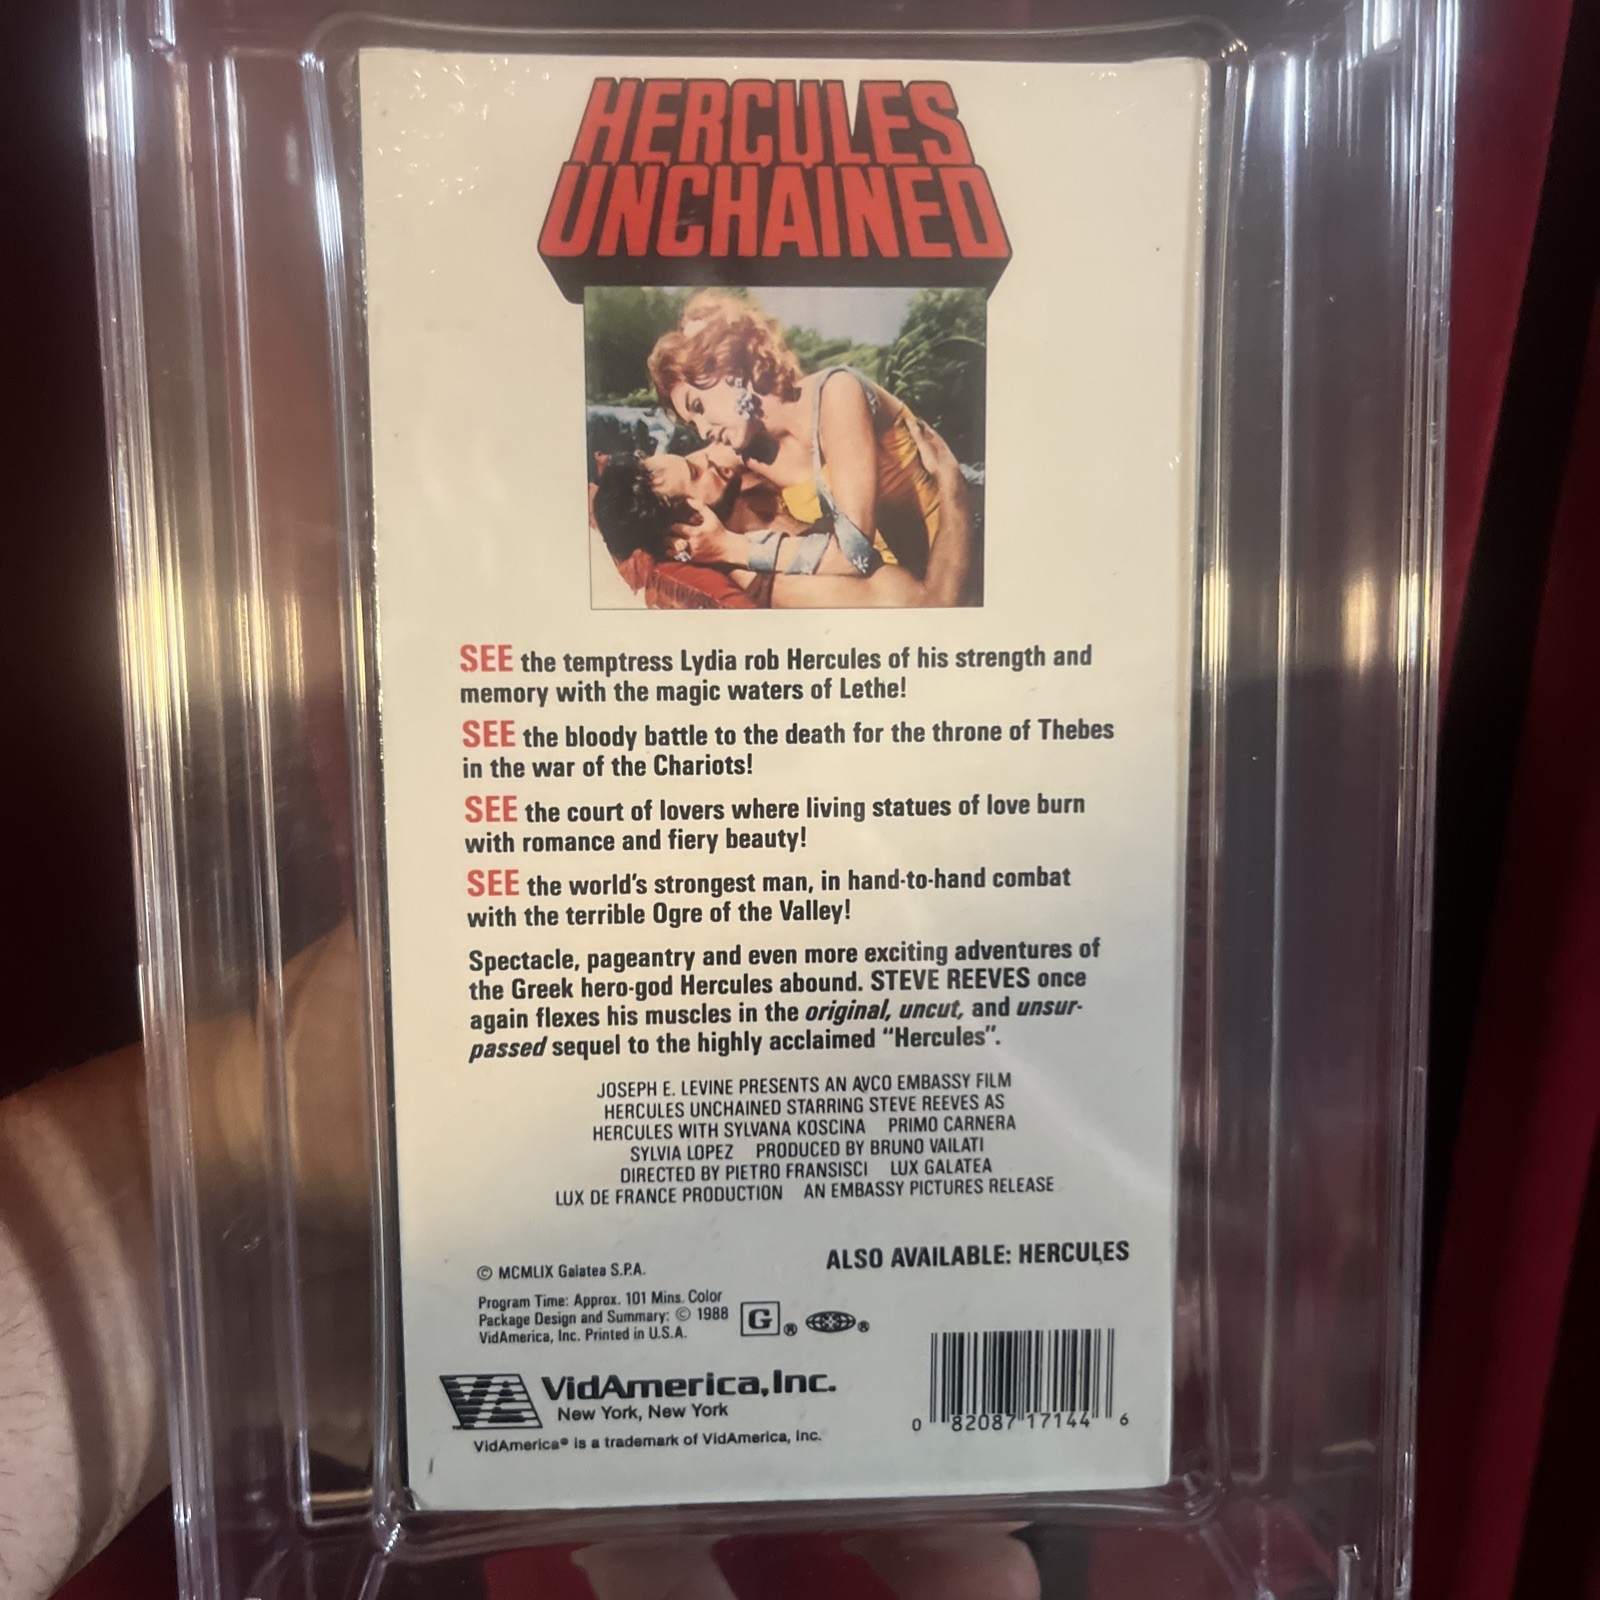 HERCULES
UNCHAINED
SEE the temptress Lydia rob Hercules of his strength and
memory with the magic waters of Lethe!
SEE the bloody battle to the death for the throne of Thebes
in the war of the Chariots!
SEE the court of lovers where living statues of love burn
with romance and fiery beauty!
SEE the world's strongest man, in hand-to-hand combat
with the terrible Ogre of the Valley!
Spectacle, pageantry and even more exciting adventures of
the Greek hero-god Hercules abound. STEVE REEVES once
again flexes his muscles in the original, uncut, and unsur-
passed sequel to the highly acclaimed "Hercules".
JOSEPH E. LEVINE PRESENTS AN AVCO EMBASSY FILM
HERCULES UNCHAINED STARRING STEVE REEVES AS
HERCULES WITH SYLVANA KOSCINA PRIMO CARNERA
SYLVIA LOPEZ PRODUCED BY BRUNO VAILATI
DIRECTED BY PIETRO FRANSISCI LUX GALATEA
LUX DE FRANCE PRODUCTION AN EMBASSY PICTURES RELEASE
ALSO AVAILABLE: HERCULES
© MCMLIX Galatea S.P.A.
Program Time: Approx. 101 Mins. Color
Package Design and Summary: © 1988
VidAmerica, Inc. Printed in U.S.A.
G ® ®
VA VidAmerica, Inc.
New York, New York
VidAmerica® is a trademark of VidAmerica, Inc.
0 82087 17144 6